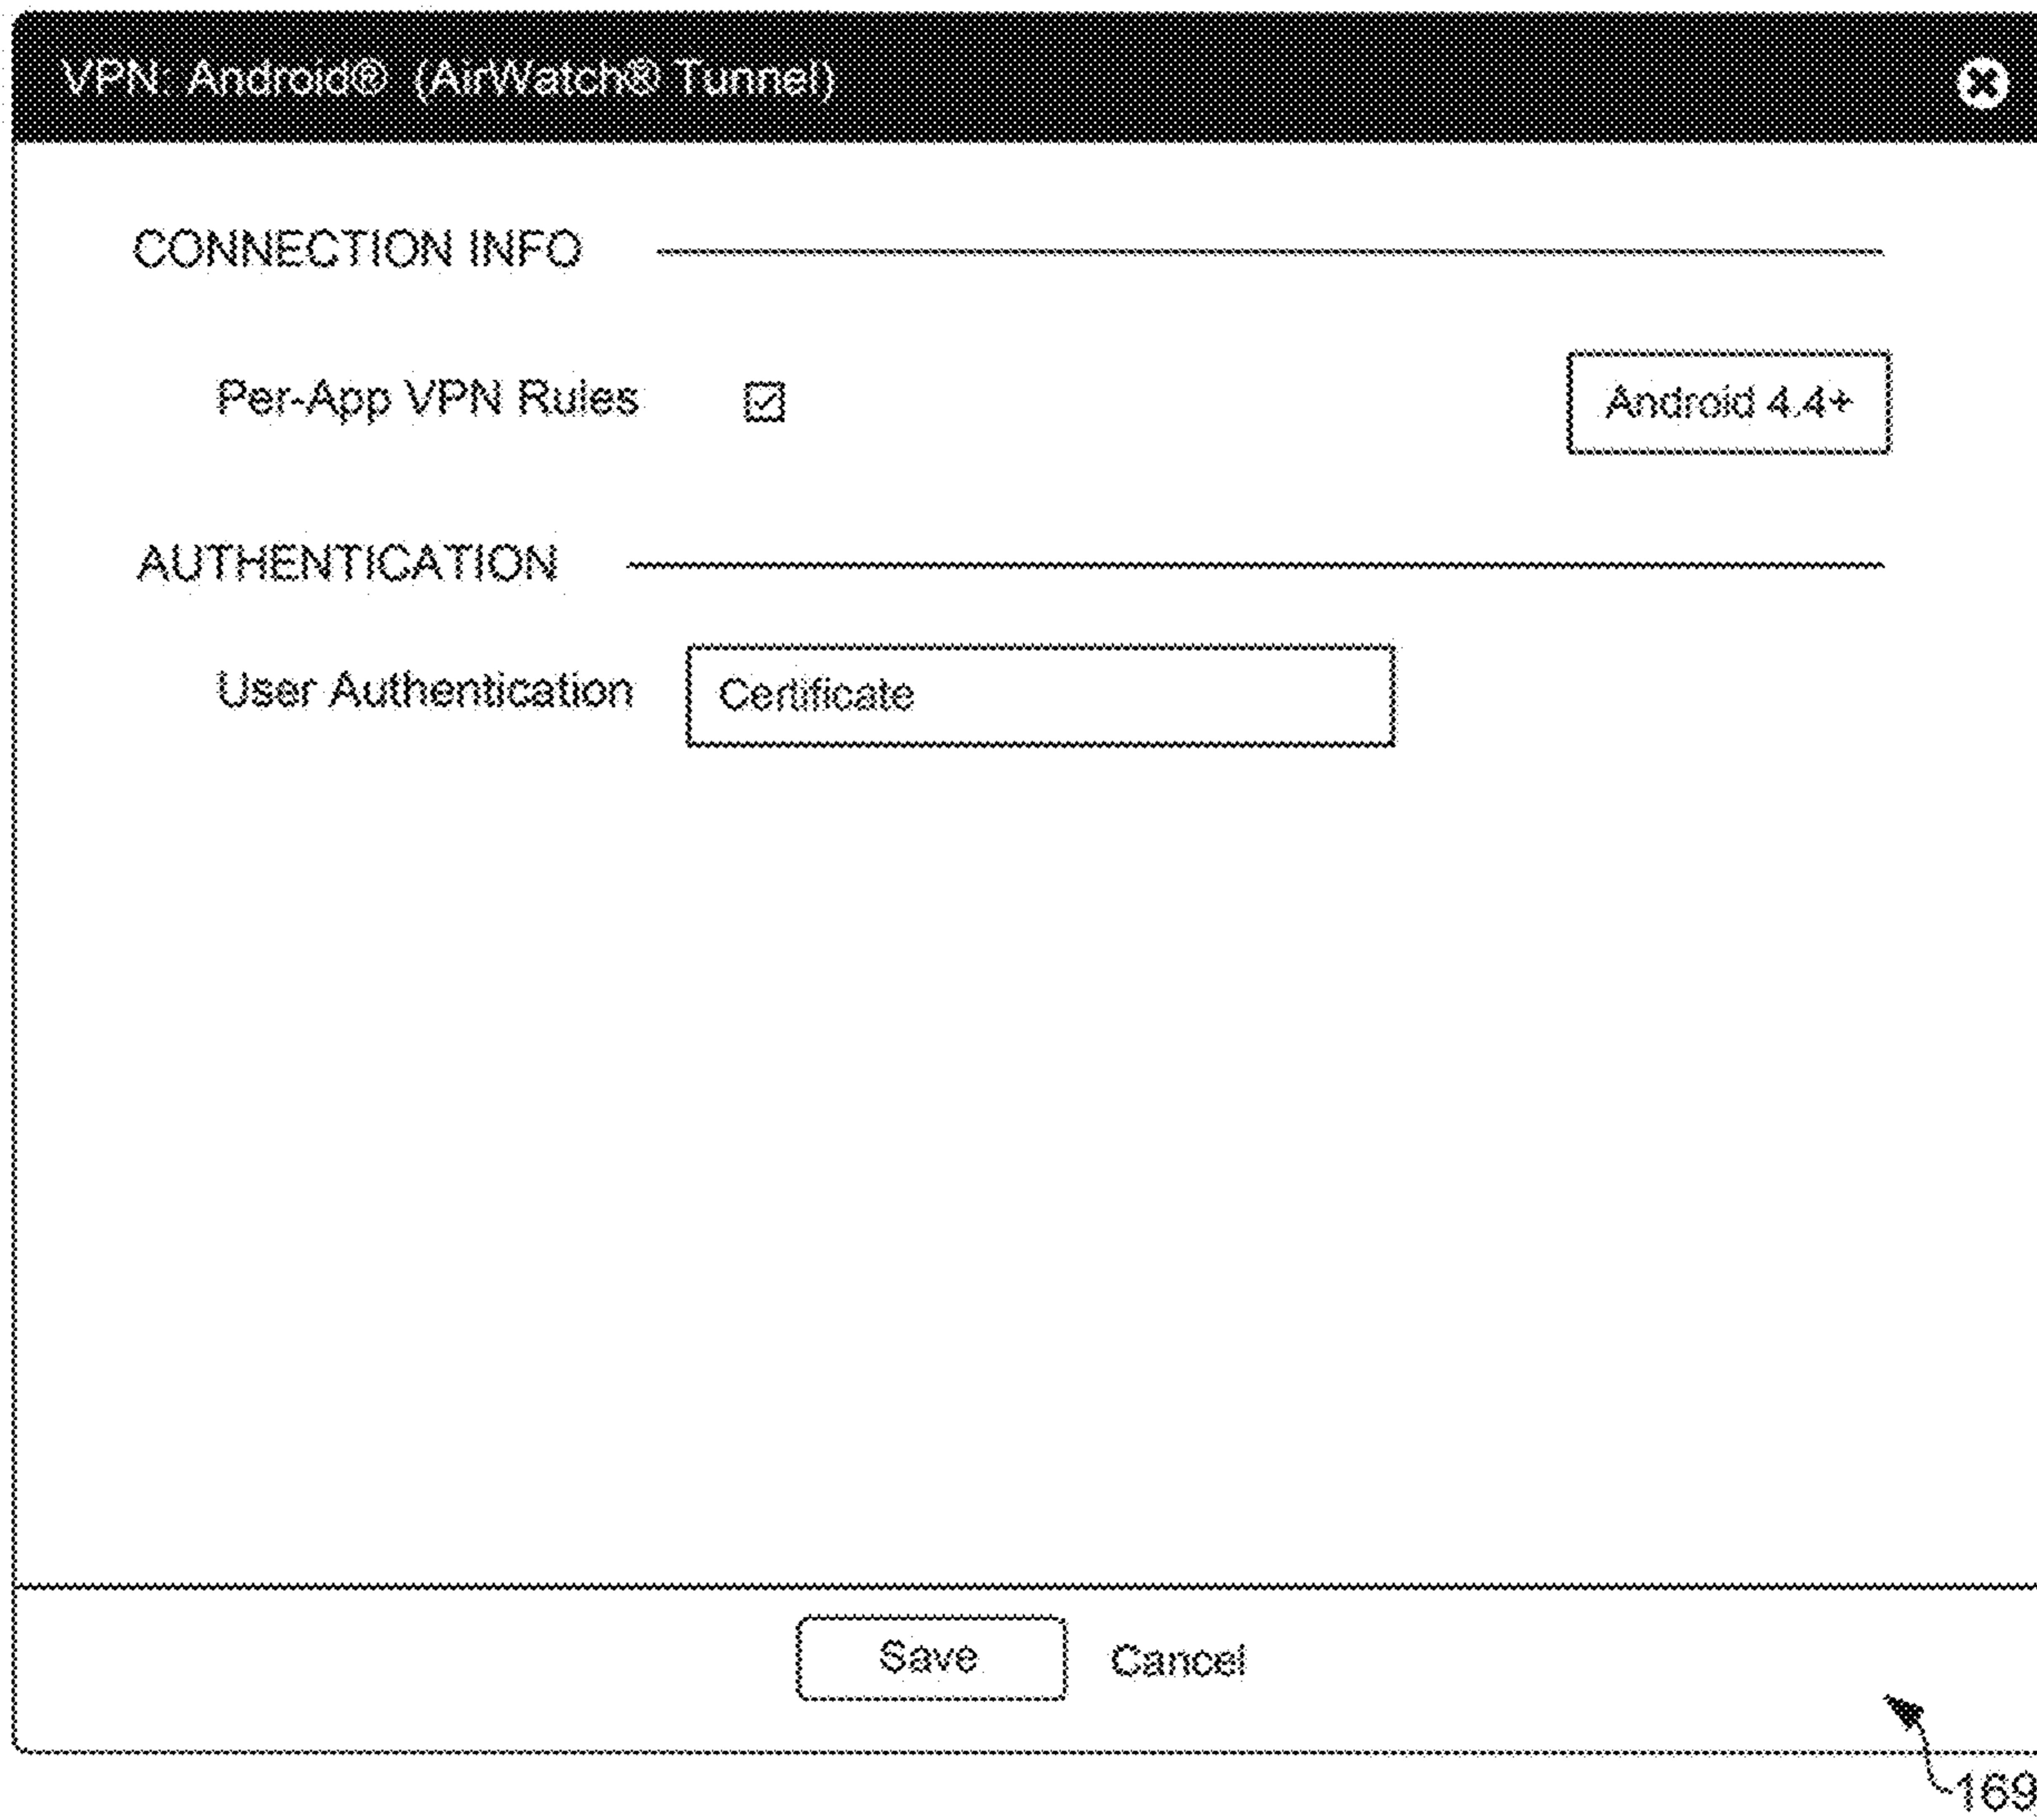 VPN: Android® (AirWatch® Tunnel)
CONNECTION INFO
Per-App VPN Rules Android 4.4+
AUTHENTICATION
User Authentication Certificate
Save Cancel
169